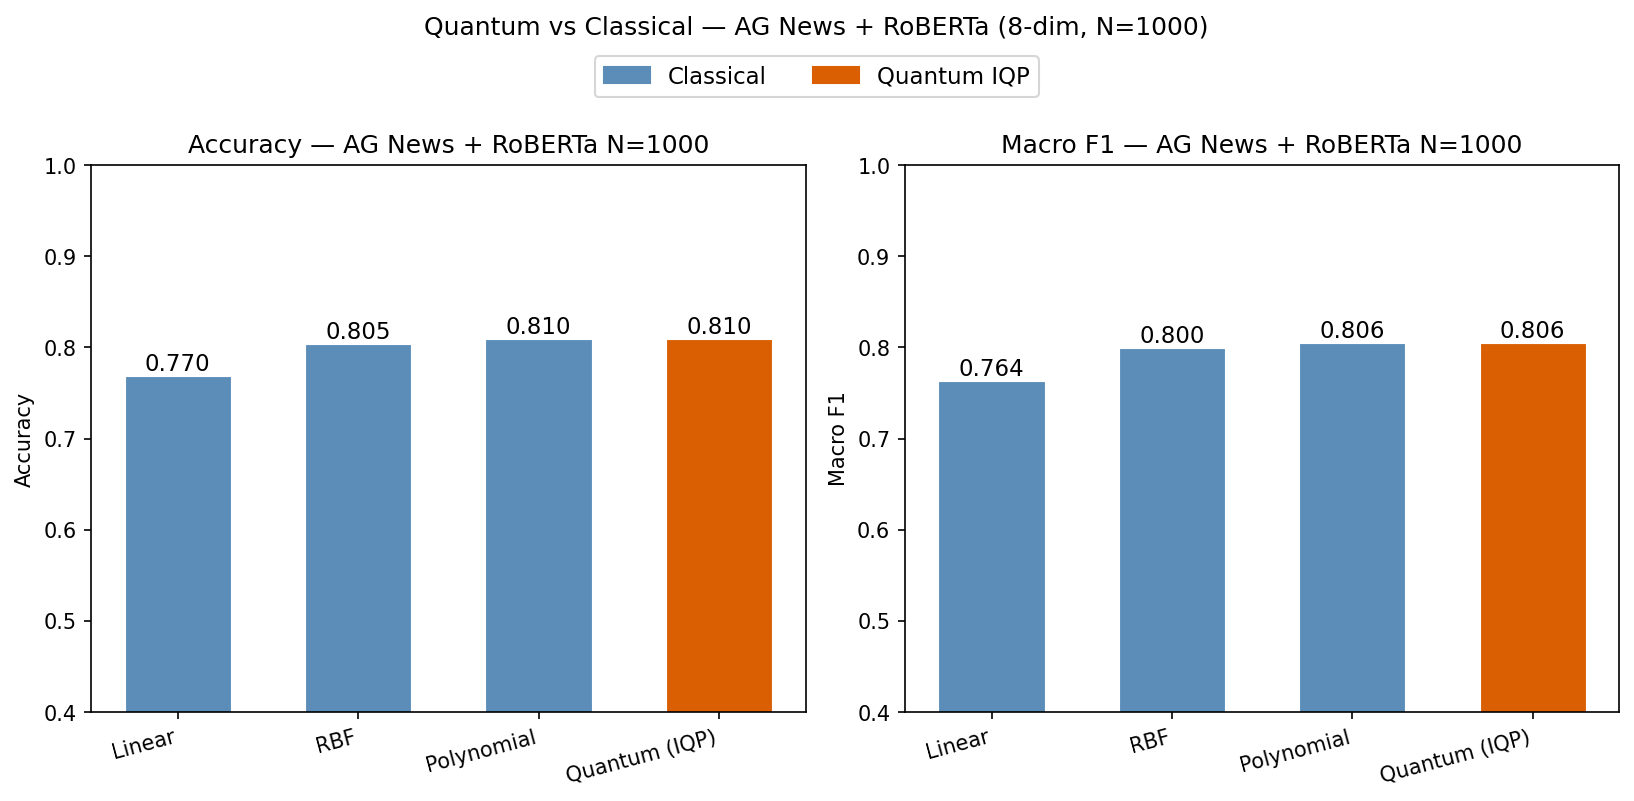 Quantum vs Classical — AG News + RoBERTa (8-dim, N=1000)
Classical
Quantum IQP
Accuracy — AG News + RoBERTa N=1000
1.0
0.9
0.8
0.7
0.6
0.5
0.4
Accuracy
0.770
0.805
0.810
0.810
Linear
RBF
Polynomial
Quantum (IQP)
Macro F1 — AG News + RoBERTa N=1000
1.0
0.9
0.8
0.7
0.6
0.5
0.4
Macro F1
0.764
0.800
0.806
0.806
Linear
RBF
Polynomial
Quantum (IQP)